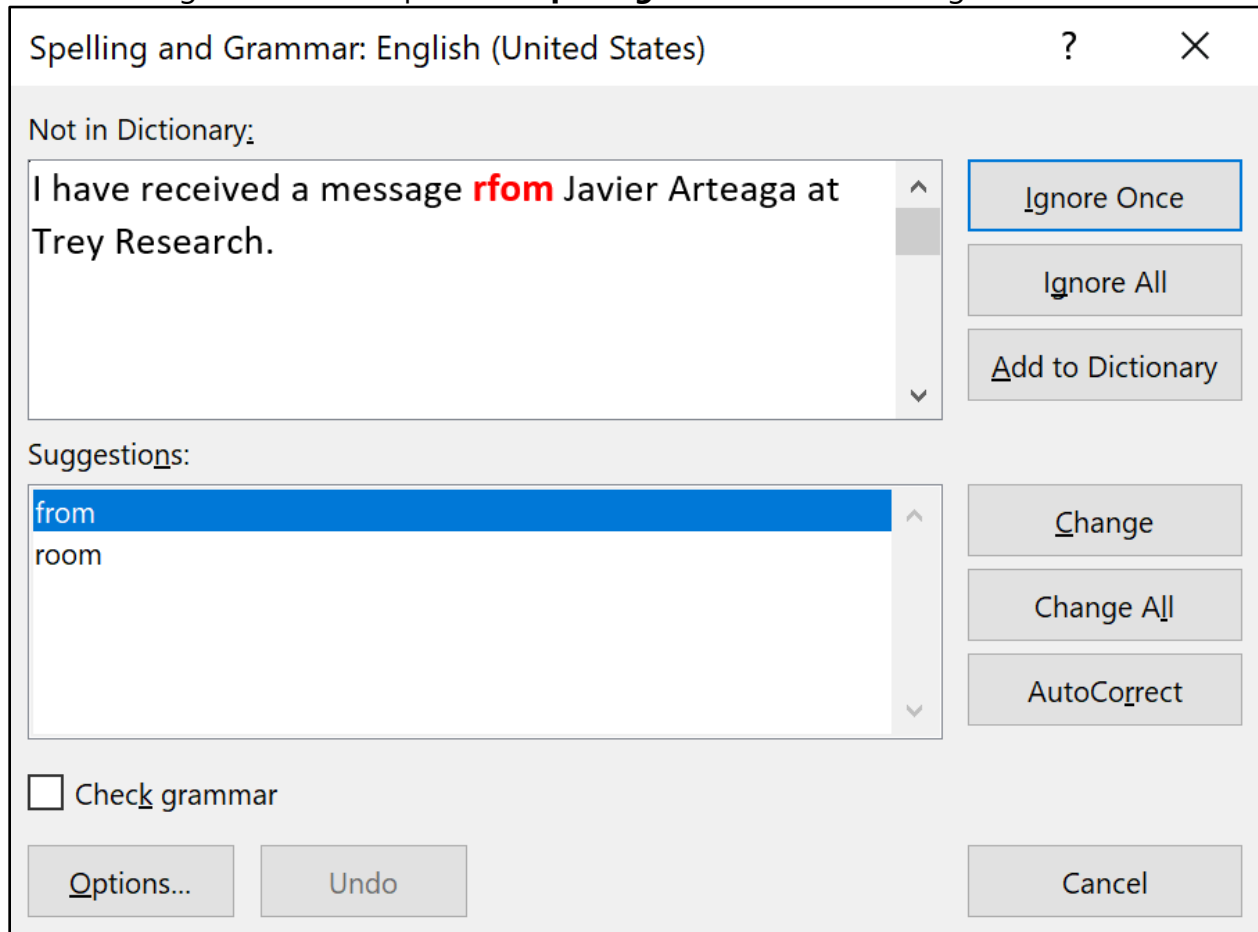 Spelling and Grammar: English (United States) ?
Not in Dictionary:
I have received a message rfom Javier Arteaga at
Trey Research.
Ignore Once
Ignore All
Add to Dictionary
Suggestions:
from
room
Change
Change All
AutoCorrect
Check grammar
Options... Undo Cancel